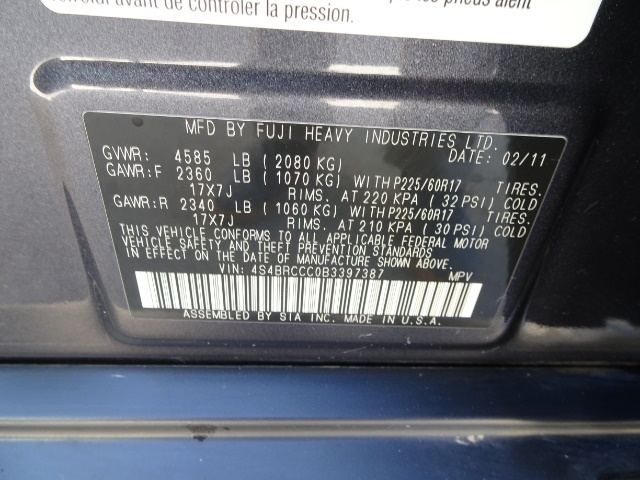 avant de contrôler la pression.
pneus aient
MFD BY FUJI HEAVY INDUSTRIES LTD.
GVWR: 4585 LB (2080 KG) DATE: 02/11
GAWR:F 2360 LB (1070 KG) WITH P225/60R17 TIRES.
17X7J RIMS. AT 220 KPA (32 PSI) COLD
GAWR:R 2340 LB (1060 KG) WITH P225/60R17 TIRES.
17X7J RIMS. AT 210 KPA (30 PSI) COLD
THIS VEHICLE CONFORMS TO ALL APPLICABLE FEDERAL MOTOR
VEHICLE SAFETY AND THEFT PREVENTION STANDARDS
IN EFFECT ON THE DATE OF MANUFACTURE SHOWN ABOVE.
VIN: 4S4BRCCC0B3397387 MPV
ASSEMBLED BY SIA INC. MADE IN U.S.A.